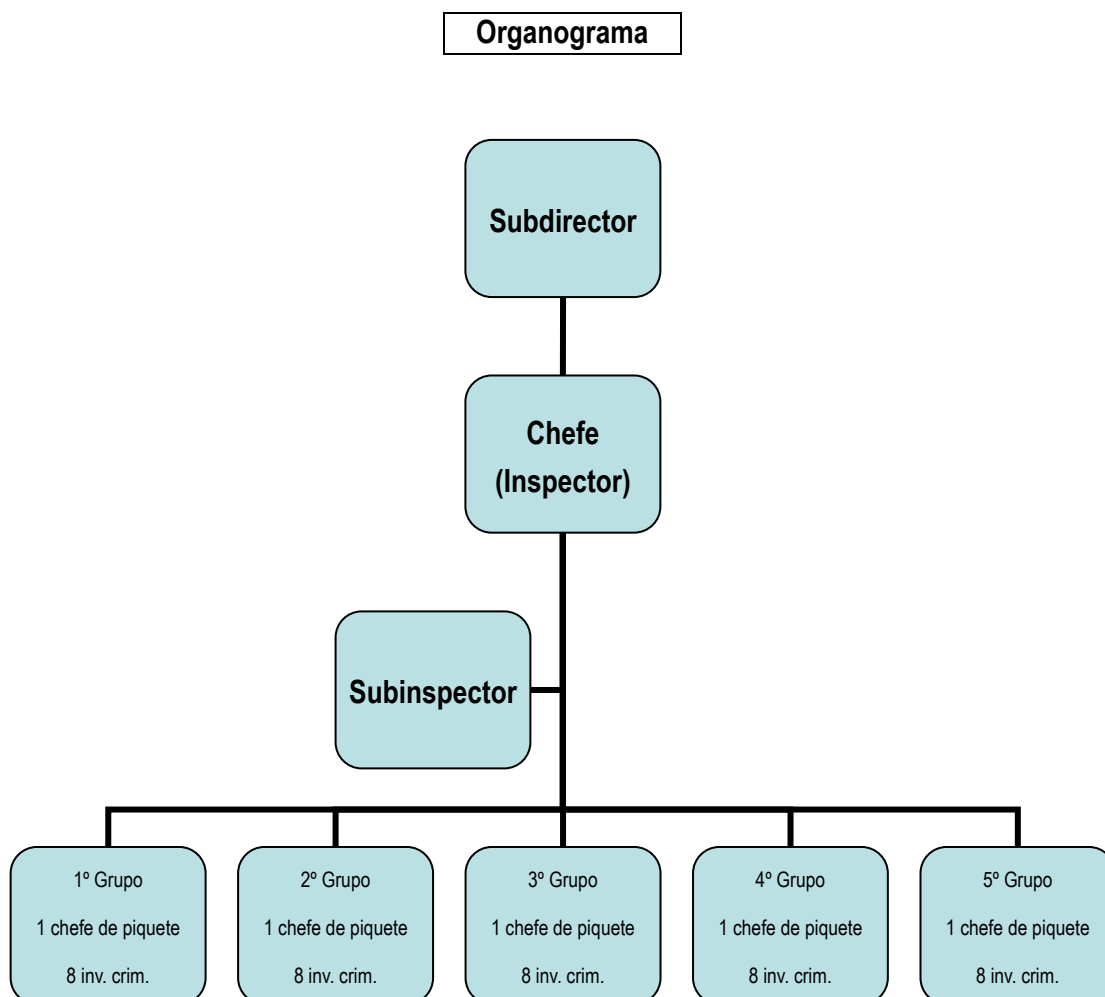 Organograma
Subdirector
Chefe
(Inspector)
Subinspector
1º Grupo
1 chefe de piquete
8 inv. crim.
2º Grupo
1 chefe de piquete
8 inv. crim.
3º Grupo
1 chefe de piquete
8 inv. crim.
4º Grupo
1 chefe de piquete
8 inv. crim.
5º Grupo
1 chefe de piquete
8 inv. crim.